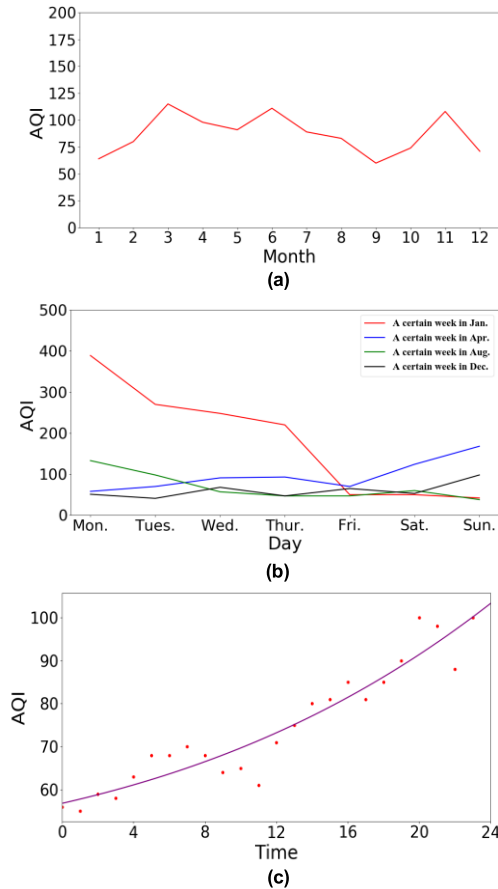 200
175
150
125
100
75
50
25
0
AQI
1 2 3 4 5 6 7 8 9 10 11 12
Month
(a)
500
400
300
200
100
0
AQI
A certain week in Jan.
A certain week in Apr.
A certain week in Aug.
A certain week in Dec.
Mon. Tues. Wed. Thur. Fri. Sat. Sun.
Day
(b)
100
90
80
70
60
AQI
0 4 8 12 16 20 24
Time
(c)